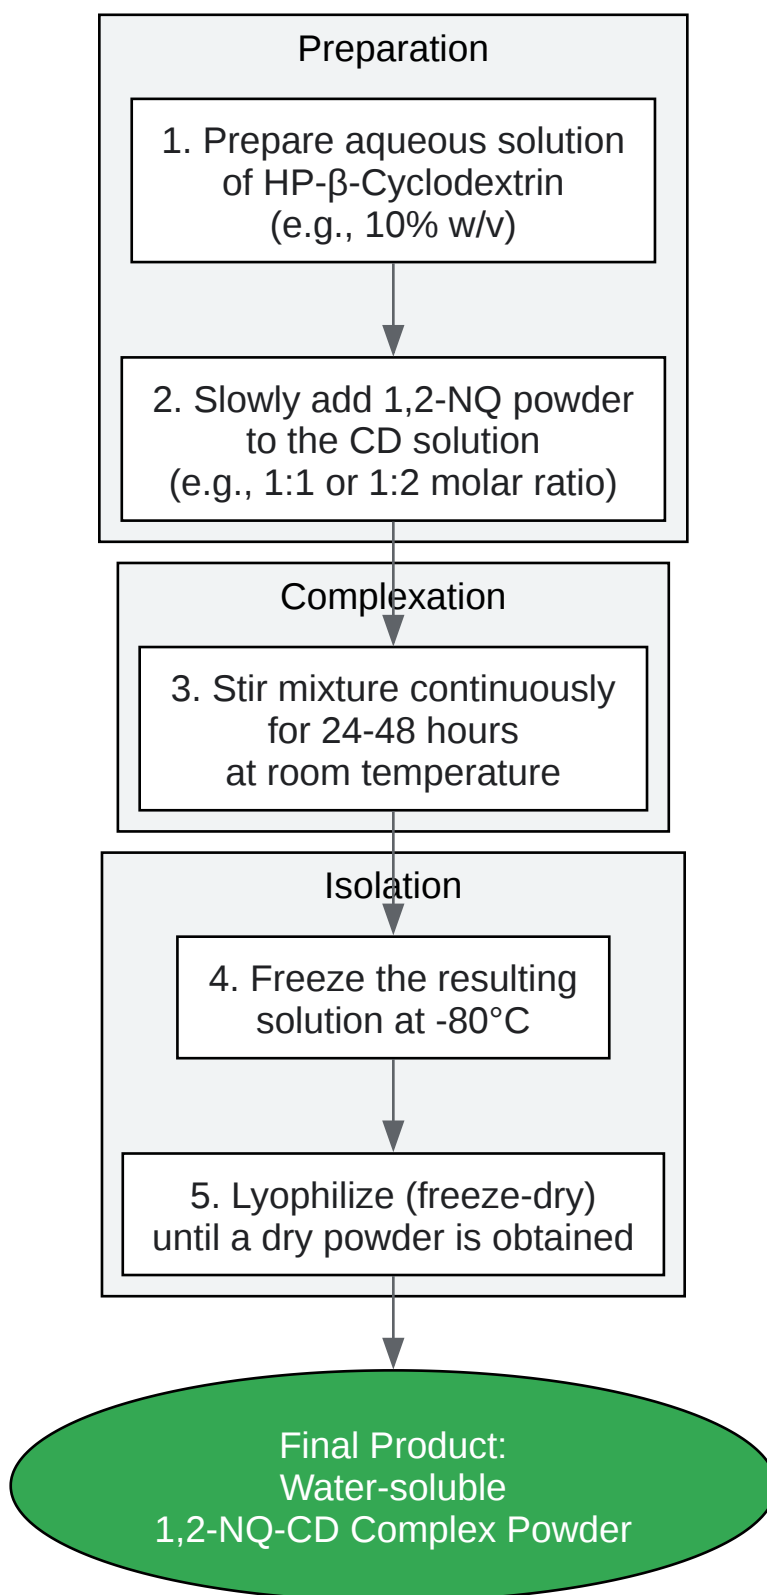 Preparation
1. Prepare aqueous solution
of HP-β-Cyclodextrin
(e.g., 10% w/v)
2. Slowly add 1,2-NQ powder
to the CD solution
(e.g., 1:1 or 1:2 molar ratio)
Complexation
3. Stir mixture continuously
for 24-48 hours
at room temperature
Isolation
4. Freeze the resulting
solution at -80°C
5. Lyophilize (freeze-dry)
until a dry powder is obtained
Final Product:
Water-soluble
1,2-NQ-CD Complex Powder